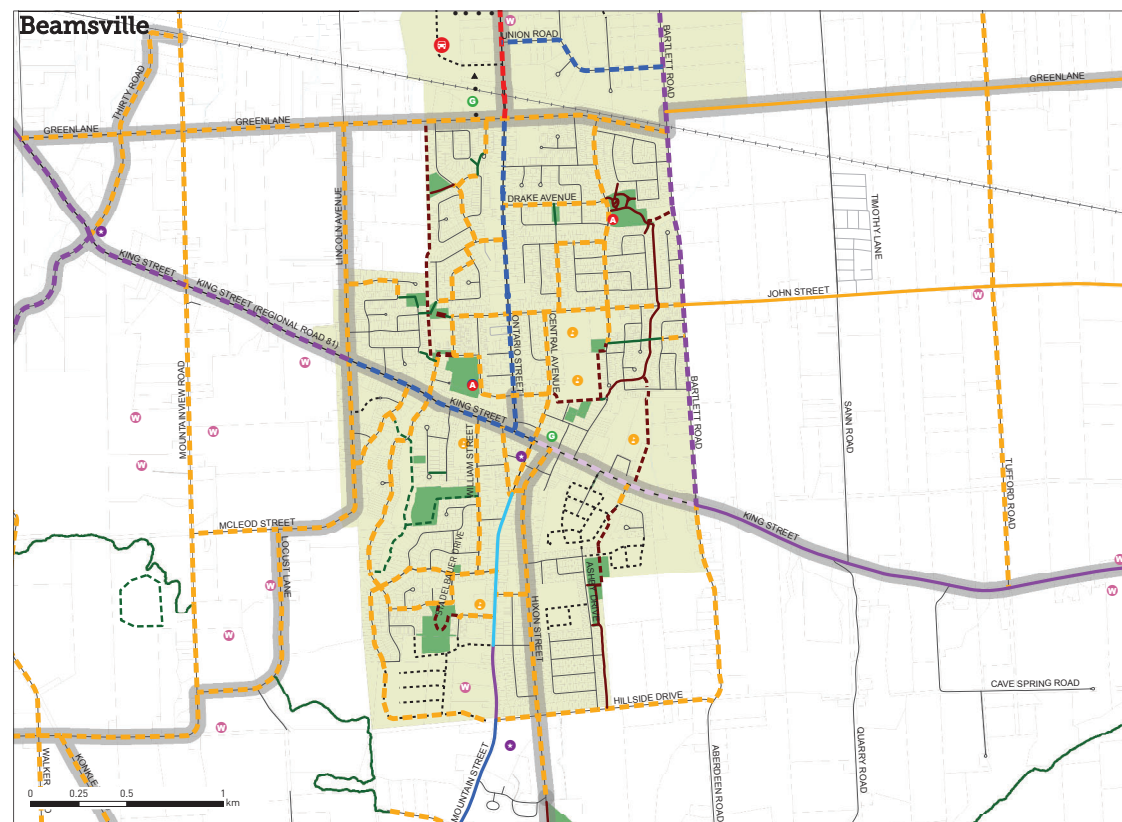 Beamsville
W
UNION ROAD
BARTLETT ROAD
THIRTY ROAD
G
GREENLANE
GREENLANE
GREENLANE
LINCOLN AVENUE
DRAKE AVENUE
A
TIMOTHY LANE
KING STREET
KING STREET (REGIONAL ROAD 81)
JOHN STREET
W
ONTARIO STREET
CENTRAL AVENUE
W
MOUNTAINVIEW ROAD
A
BARTLETT ROAD
KING STREET
SANN ROAD
W
W
G
W
WILLIAM STREET
TUFFORD ROAD
MCLEOD STREET
KING STREET
LOCUST LANE
STADELBAUER DRIVE
ASHBY DRIVE
W
W
W
HIXON STREET
W
W
CAVE SPRING ROAD
HILLSIDE DRIVE
W
QUARRY ROAD
ABERDEEN ROAD
MOUNTAIN STREET
WALKER
KONKLE
0 0.25 0.5 1
km